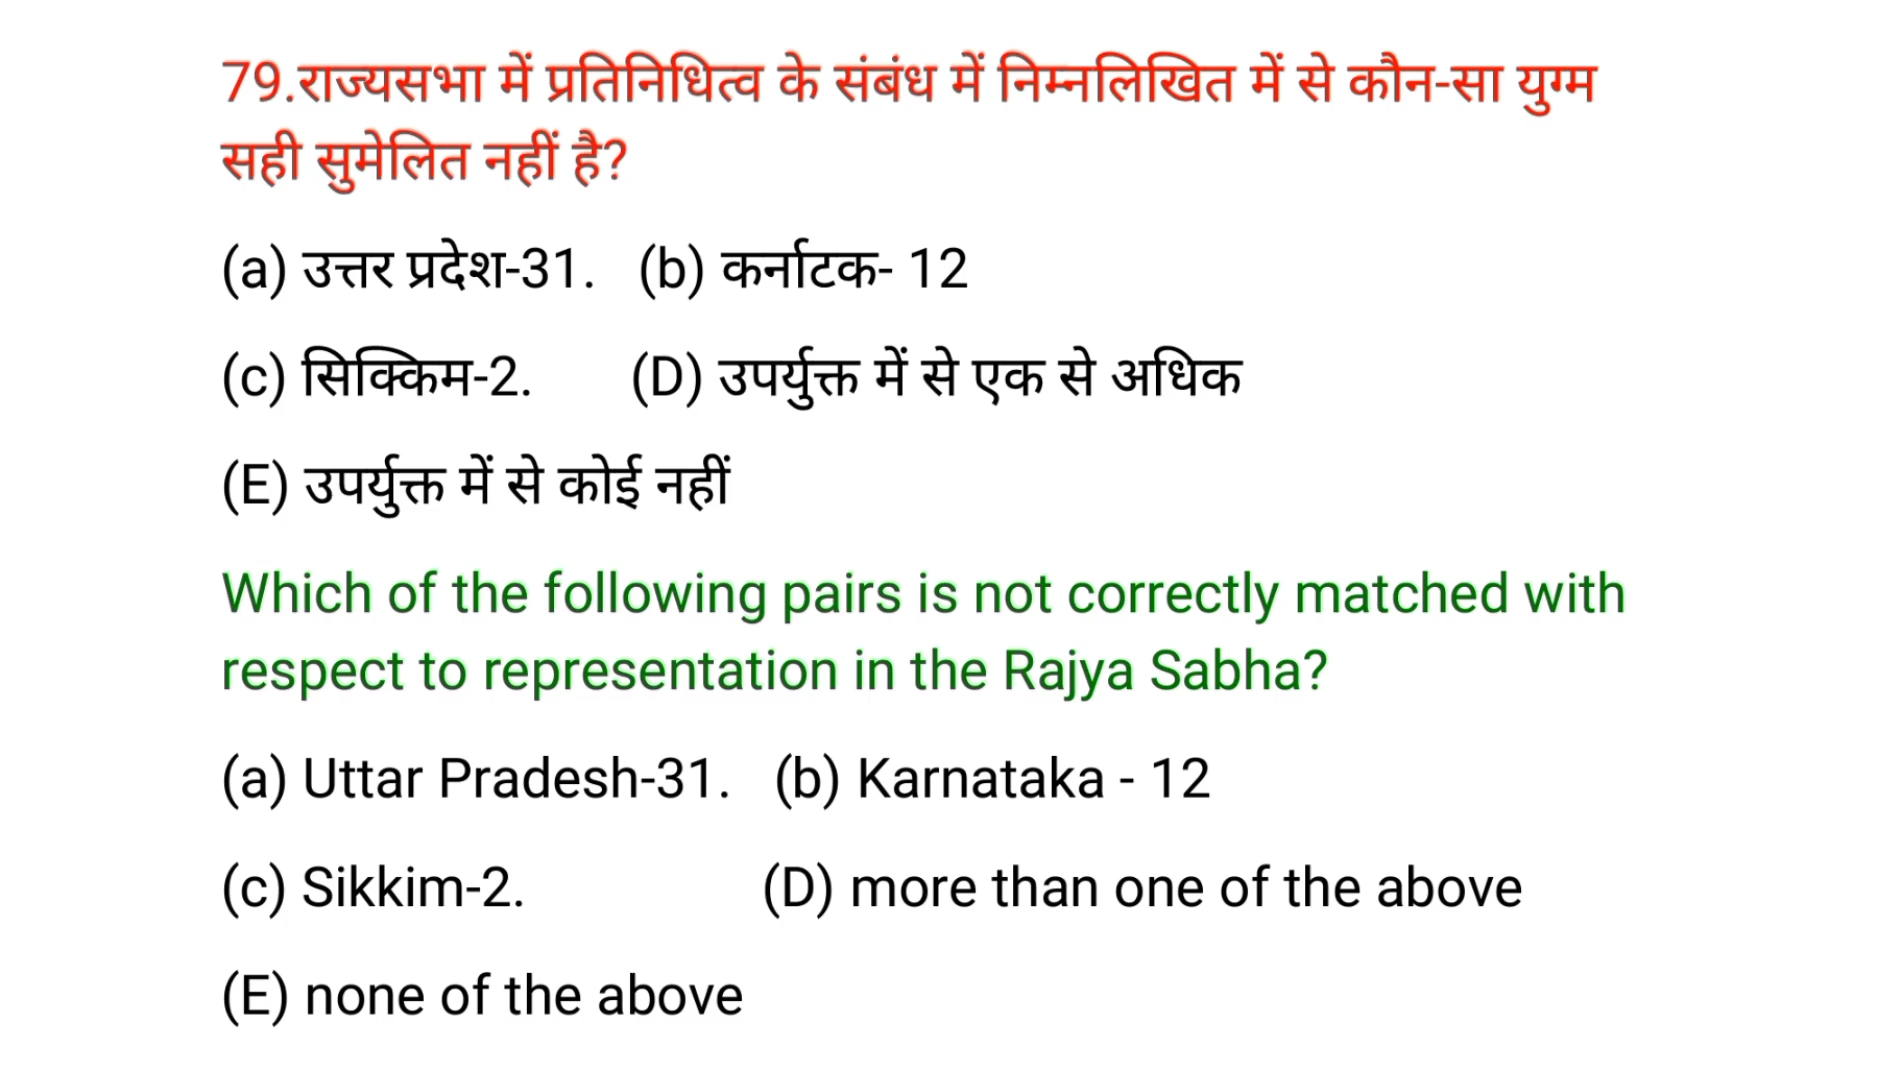 79.राज्यसभा में प्रतिनिधित्व के संबंध में निम्नलिखित में से कौन-सा युग्म
सही सुमेलित नहीं है?
(a) उत्तर प्रदेश-31. (b) कर्नाटक- 12
(c) सिक्किम-2. (D) उपर्युक्त में से एक से अधिक
(E) उपर्युक्त में से कोई नहीं
Which of the following pairs is not correctly matched with
respect to representation in the Rajya Sabha?
(a) Uttar Pradesh-31. (b) Karnataka - 12
(c) Sikkim-2. (D) more than one of the above
(E) none of the above